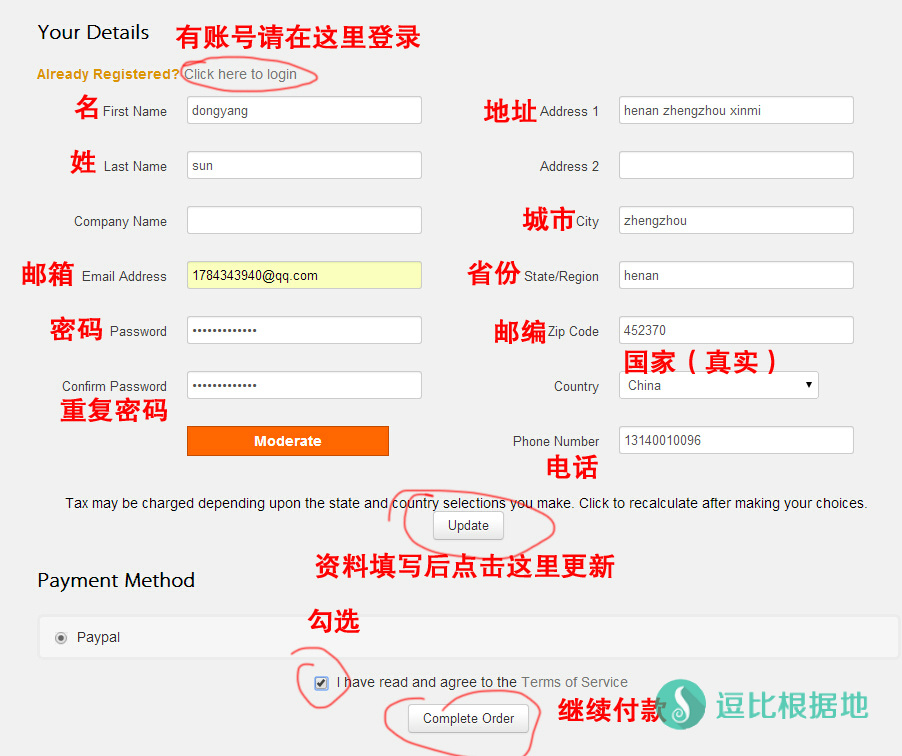 Your Details
有账号请在这里登录
Already Registered? Click here to login
名 First Name dongyang
地址 Address 1 henan zhengzhou xinmi
姓 Last Name sun
Address 2
Company Name
城市 City zhengzhou
邮箱 Email Address 1784343940@qq.com
省份 State/Region henan
密码 Password •••••••••••••
邮编 Zip Code 452370
国家（真实）
Confirm Password •••••••••••••
Country China
重复密码
Moderate
Phone Number 13140010096
电话
Tax may be charged depending upon the state and country selections you make. Click to recalculate after making your choices.
Update
资料填写后点击这里更新
Payment Method
勾选
Paypal
I have read and agree to the Terms of Service
Complete Order
继续付款
逗比根据地